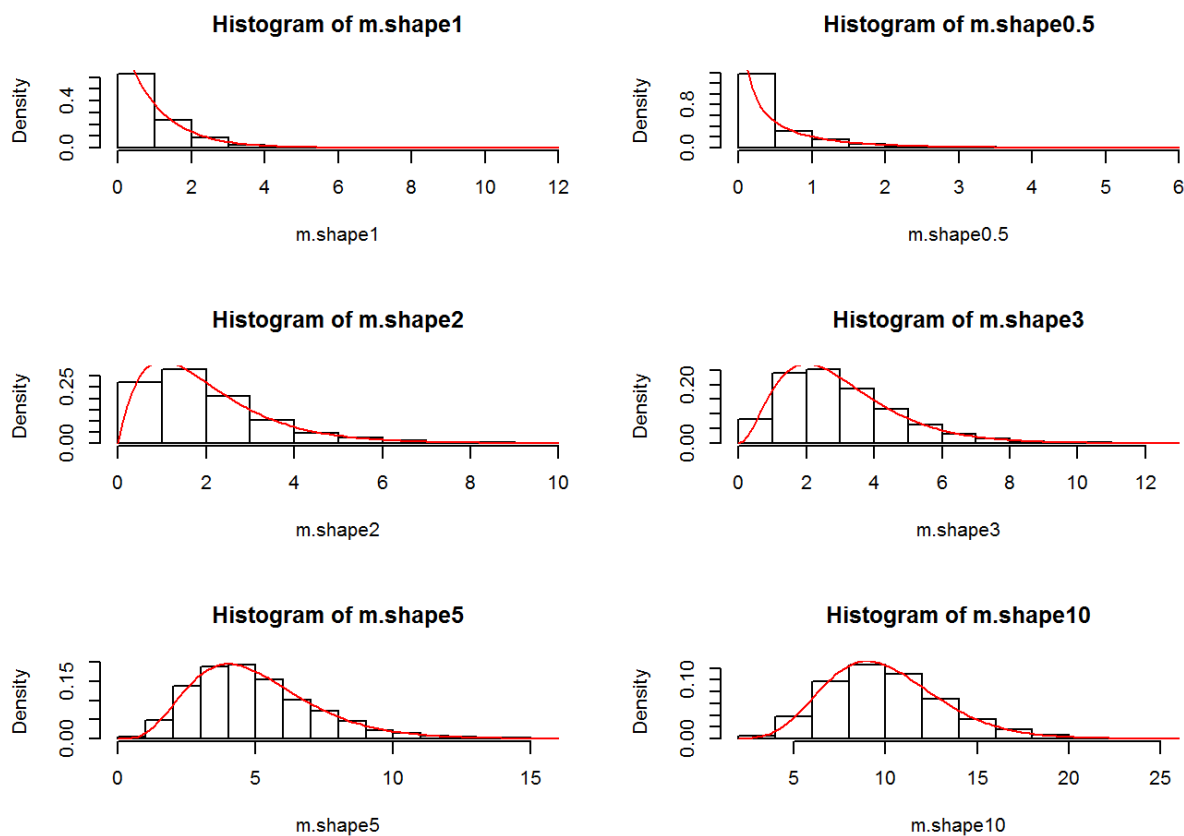 Histogram of m.shape1
Density
0.0 0.4
0 2 4 6 8 10 12
m.shape1
Histogram of m.shape0.5
Density
0.0 0.8
0 1 2 3 4 5 6
m.shape0.5
Histogram of m.shape2
Density
0.00 0.25
0 2 4 6 8 10
m.shape2
Histogram of m.shape3
Density
0.00 0.20
0 2 4 6 8 10 12
m.shape3
Histogram of m.shape5
Density
0.00 0.15
0 5 10 15
m.shape5
Histogram of m.shape10
Density
0.00 0.10
5 10 15 20 25
m.shape10